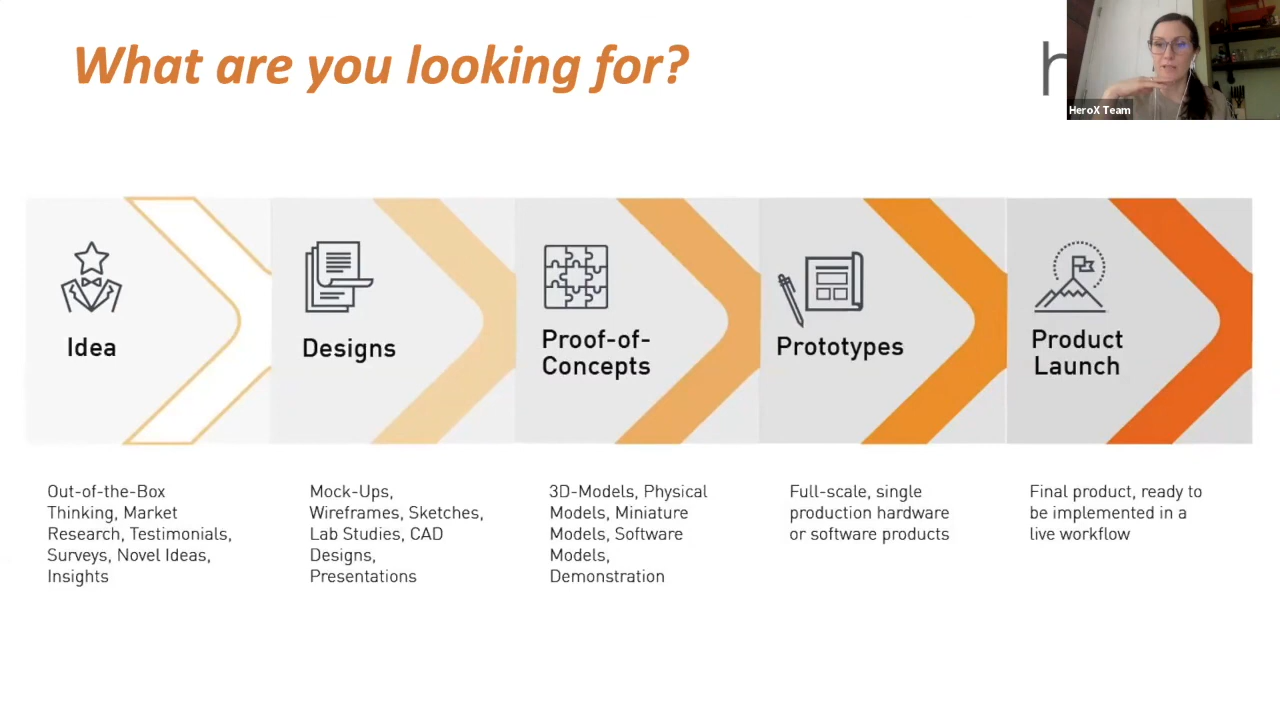 What are you looking for?
h
HeroX Team
Idea
Designs
Proof-of-
Concepts
Prototypes
Product
Launch
Out-of-the-Box
Thinking, Market
Research, Testimonials,
Surveys, Novel Ideas,
Insights
Mock-Ups,
Wireframes, Sketches,
Lab Studies, CAD
Designs,
Presentations
3D-Models, Physical
Models, Miniature
Models, Software
Models,
Demonstration
Full-scale, single
production hardware
or software products
Final product, ready to
be implemented in a
live workflow